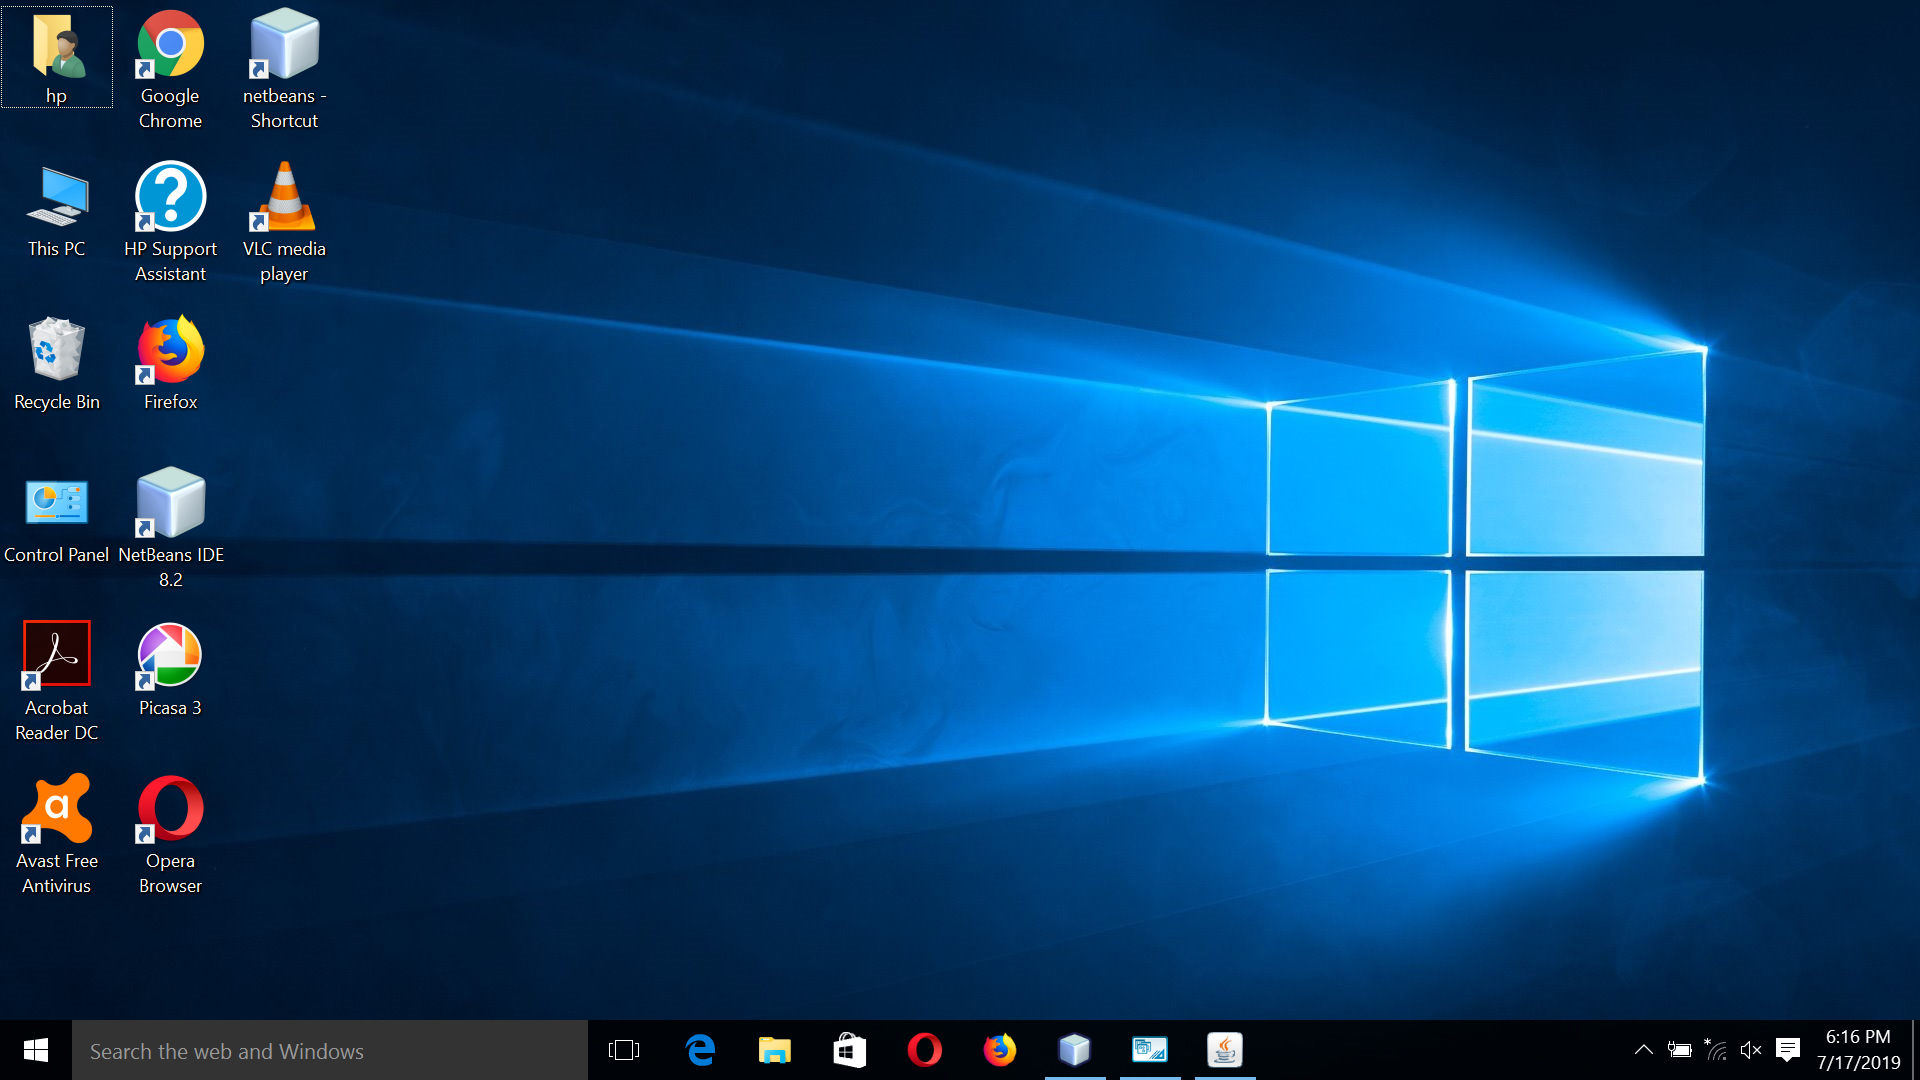 hp
Google
Chrome
netbeans -
Shortcut
This PC
HP Support
Assistant
VLC media
player
Recycle Bin
Firefox
Control Panel
NetBeans IDE
8.2
Acrobat
Reader DC
Picasa 3
Avast Free
Antivirus
Opera
Browser
Search the web and Windows
6:16 PM
7/17/2019